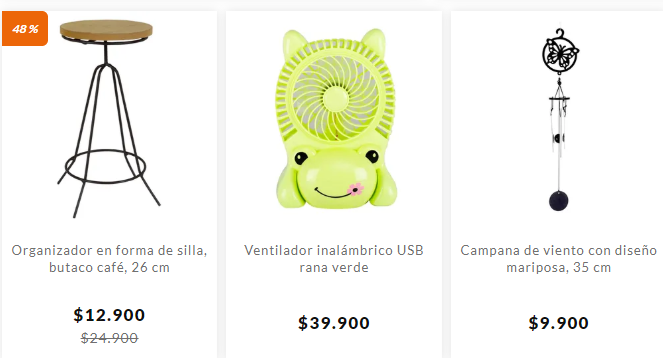 48 %
Organizador en forma de silla,
butaco café, 26 cm
$12.900
$24.900
Ventilador inalámbrico USB
rana verde
$39.900
Campana de viento con diseño
mariposa, 35 cm
$9.900